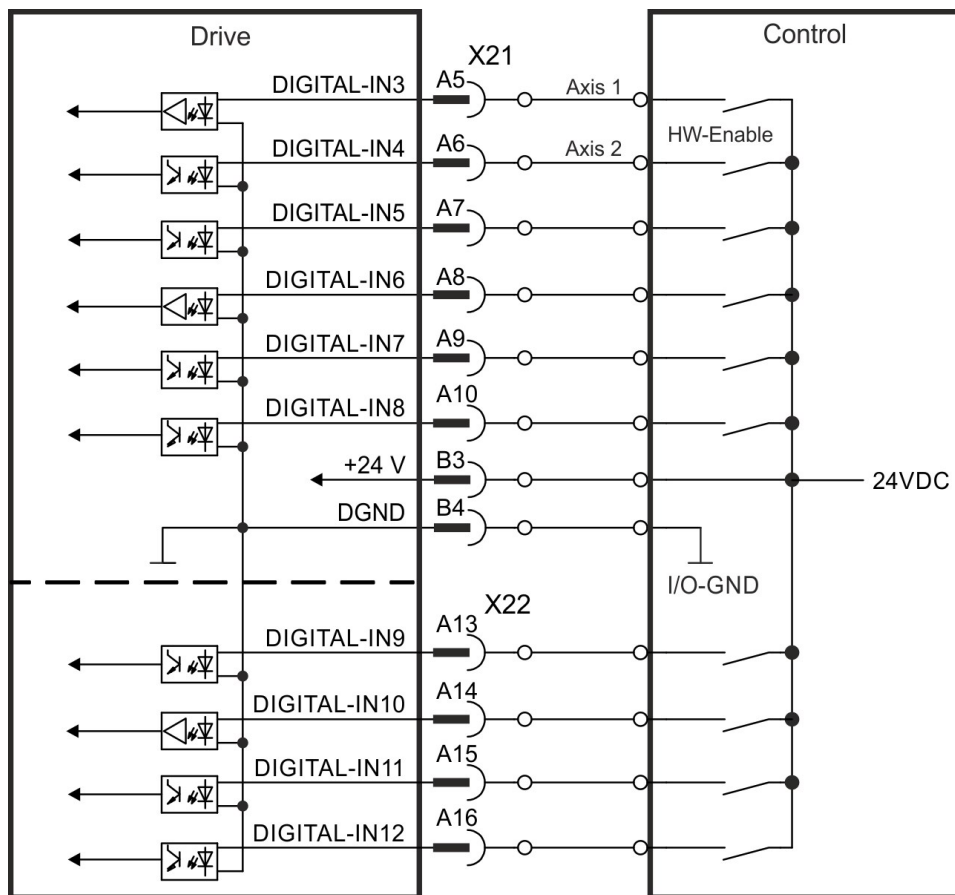 Drive
Control
X21
DIGITAL-IN3 A5 Axis 1
HW-Enable
DIGITAL-IN4 A6 Axis 2
DIGITAL-IN5 A7
DIGITAL-IN6 A8
DIGITAL-IN7 A9
DIGITAL-IN8 A10
+24 V B3 24VDC
DGND B4
I/O-GND
X22
DIGITAL-IN9 A13
DIGITAL-IN10 A14
DIGITAL-IN11 A15
DIGITAL-IN12 A16